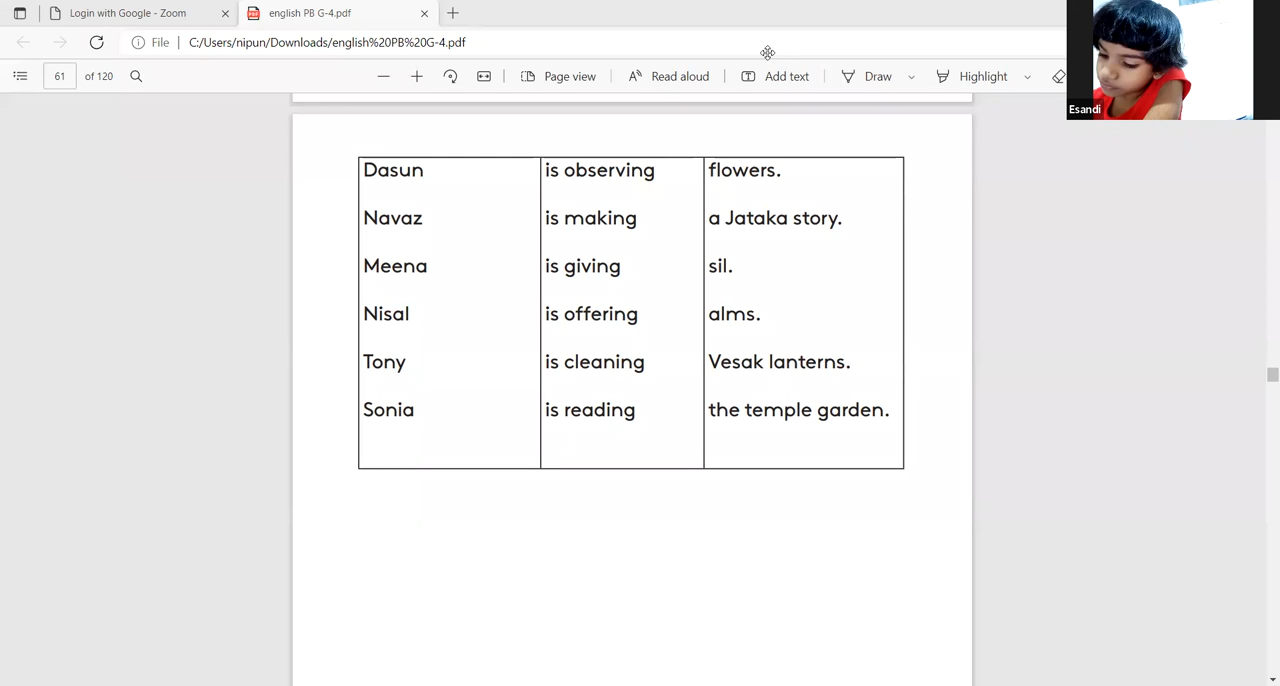 Login with Google - Zoom
english PB G-4.pdf
File C:/Users/nipun/Downloads/english%20PB%20G-4.pdf
61 of 120 Page view Read aloud Add text Draw Highlight
Esandi
Dasun is observing flowers.
Navaz is making a Jataka story.
Meena is giving sil.
Nisal is offering alms.
Tony is cleaning Vesak lanterns.
Sonia is reading the temple garden.